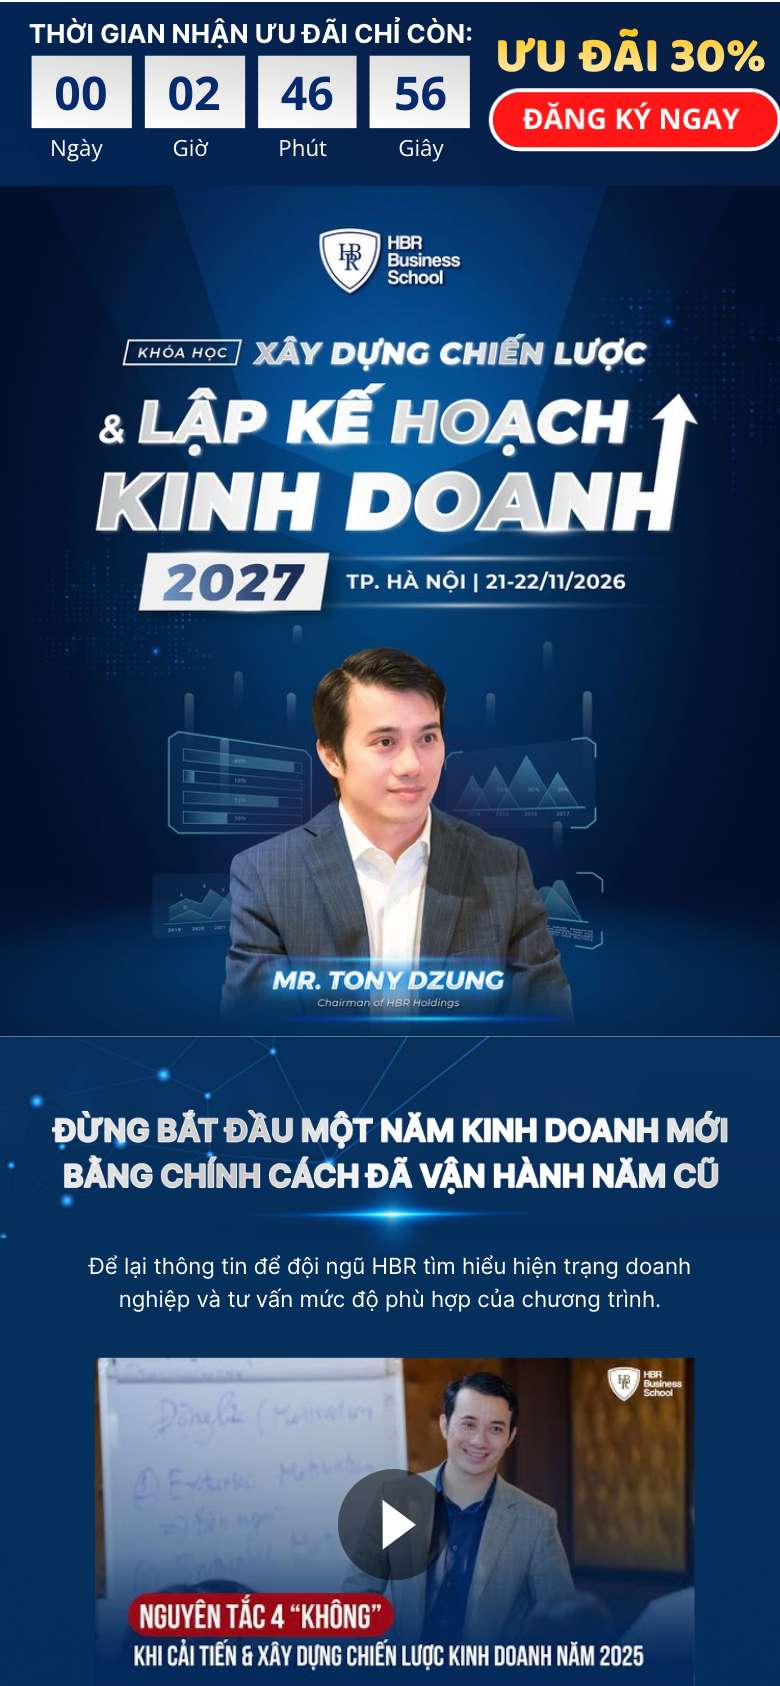 THỜI GIAN NHẬN ƯU ĐÃI CHỈ CÒN:
ƯU ĐÃI 30%
00 02 46 56
Ngày Giờ Phút Giây
ĐĂNG KÝ NGAY
HBR
HBR
Business
School
KHÓA HỌC XÂY DỰNG CHIẾN LƯỢC
& LẬP KẾ HOẠCH
KINH DOANH
2027 TP. HÀ NỘI | 21-22/11/2026
MR. TONY DZUNG
Chairman of HBR Holdings
ĐỪNG BẮT ĐẦU MỘT NĂM KINH DOANH MỚI
BẰNG CHÍNH CÁCH ĐÃ VẬN HÀNH NĂM CŨ
Để lại thông tin để đội ngũ HBR tìm hiểu hiện trạng doanh
nghiệp và tư vấn mức độ phù hợp của chương trình.
HBR
HBR
Business
School
Động lực (Motivation
NGUYÊN TẮC 4 “KHÔNG”
KHI CẢI TIẾN & XÂY DỰNG CHIẾN LƯỢC KINH DOANH NĂM 2025